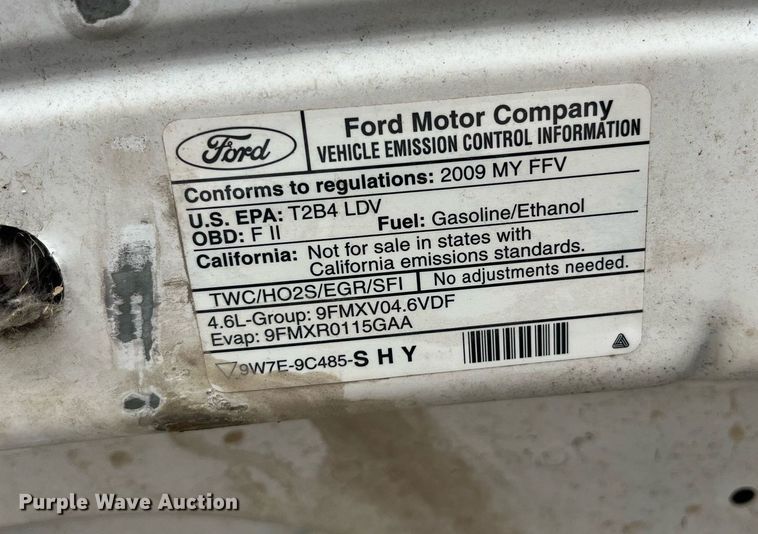 Ford
Ford Motor Company
VEHICLE EMISSION CONTROL INFORMATION
Conforms to regulations: 2009 MY FFV
U.S. EPA: T2B4 LDV
OBD: F II
Fuel: Gasoline/Ethanol
California: Not for sale in states with
California emissions standards.
TWC/HO2S/EGR/SFI
No adjustments needed.
4.6L-Group: 9FMXV04.6VDF
Evap: 9FMXR0115GAA
9W7E-9C485-SHY
Purple Wave Auction